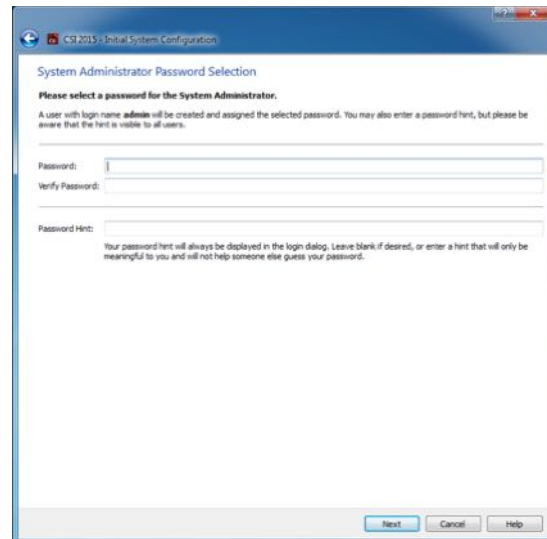 CSI 2015 - Initial System Configuration
System Administrator Password Selection
Please select a password for the System Administrator.
A user with login name admin will be created and assigned the selected password. You may also enter a password hint, but please be
aware that the hint is visible to all users.
Password:
Verify Password:
Password Hint:
Your password hint will always be displayed in the login dialog. Leave blank if desired, or enter a hint that will only be
meaningful to you and will not help someone else guess your password.
Next Cancel Help